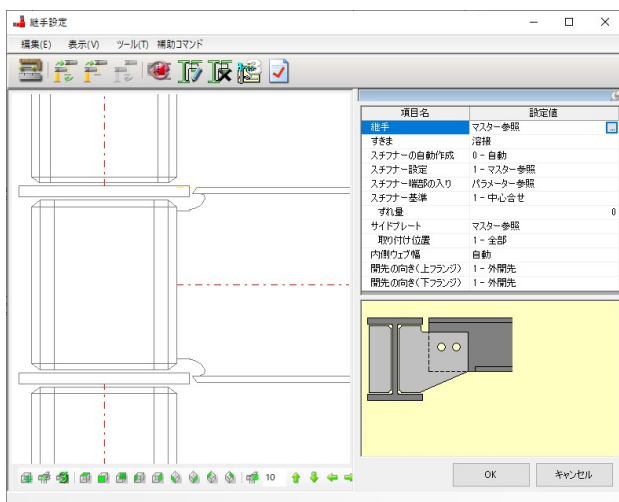 継手設定
編集(E) 表示(V) ツール(T) 補助コマンド
項目名 設定値
継手 マスター参照 ...
すきま 溶接
スチフナーの自動作成 0 - 自動
スチフナー設定 1 - マスター参照
スチフナー端部の入り パラメーター参照
スチフナー基準 1 - 中心合せ
ずれ量 0
サイドプレート マスター参照
取り付け位置 1 - 全部
内側ウェブ幅 自動
開先の向き(上フランジ) 1 - 外開先
開先の向き(下フランジ) 1 - 外開先
10
OK キャンセル